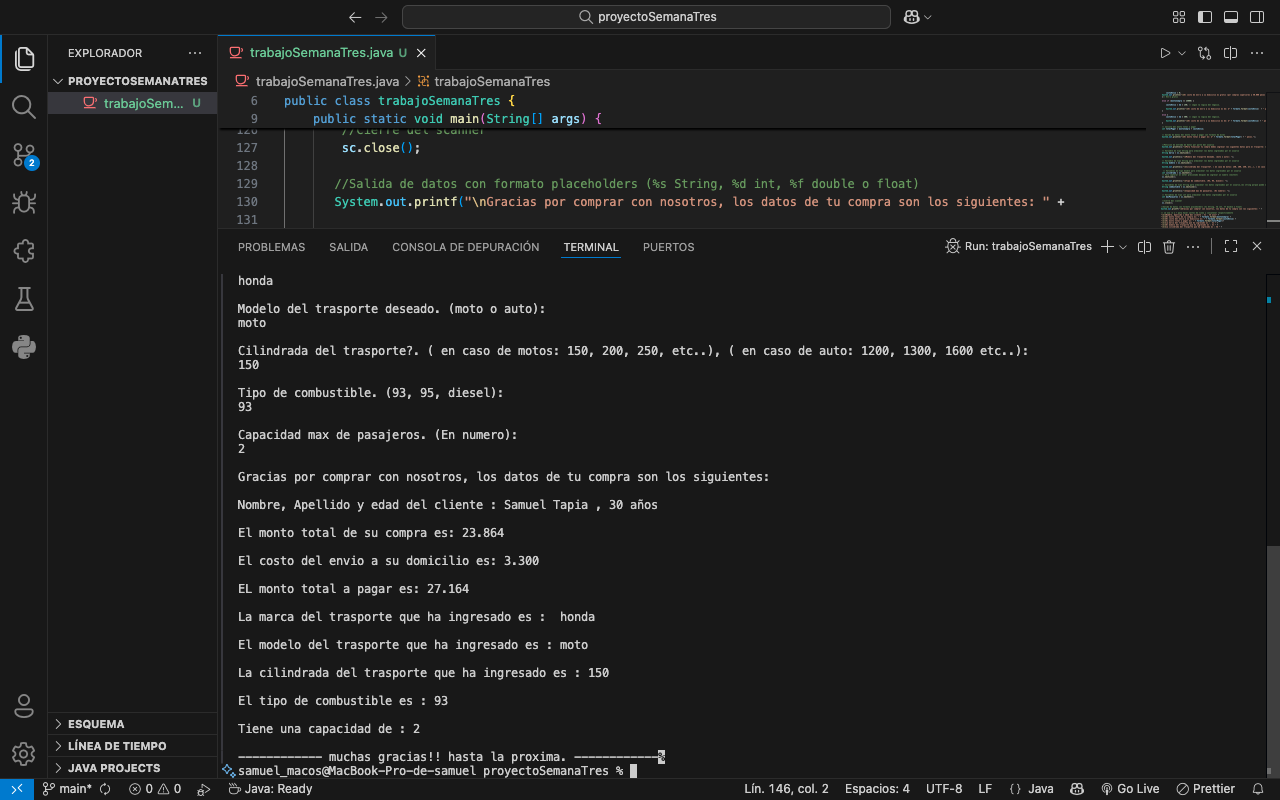 proyectoSemanaTres
EXPLORADOR
PROYECTOSEMANATRES
trabajoSem... U
trabajoSemanaTres.java U
trabajoSemanaTres.java > trabajoSemanaTres
6 public class trabajoSemanaTres {
9 public static void main(String[] args) {
126 //Cierre del scanner
127 sc.close();
128
129 //Salida de datos con formato placeholders (%s String, %d int, %f double o float)
130 System.out.printf("\nGracias por comprar con nosotros, los datos de tu compra son los siguientes: " +
131
PROBLEMAS SALIDA CONSOLA DE DEPURACIÓN TERMINAL PUERTOS
Run: trabajoSemanaTres
honda
Modelo del trasporte deseado. (moto o auto):
moto
Cilindrada del trasporte?. ( en caso de motos: 150, 200, 250, etc..), ( en caso de auto: 1200, 1300, 1600 etc..):
150
Tipo de combustible. (93, 95, diesel):
93
Capacidad max de pasajeros. (En numero):
2
Gracias por comprar con nosotros, los datos de tu compra son los siguientes:
Nombre, Apellido y edad del cliente : Samuel Tapia , 30 años
El monto total de su compra es: 23.864
El costo del envio a su domicilio es: 3.300
EL monto total a pagar es: 27.164
La marca del trasporte que ha ingresado es :  honda
El modelo del trasporte que ha ingresado es : moto
La cilindrada del trasporte que ha ingresado es : 150
El tipo de combustible es : 93
Tiene una capacidad de : 2
------------ muchas gracias!! hasta la proxima. ------------%
samuel_macos@MacBook-Pro-de-samuel proyectoSemanaTres %
2
ESQUEMA
LÍNEA DE TIEMPO
JAVA PROJECTS
main* 0 0 Java: Ready Lín. 146, col. 2 Espacios: 4 UTF-8 LF {} Java Go Live Prettier